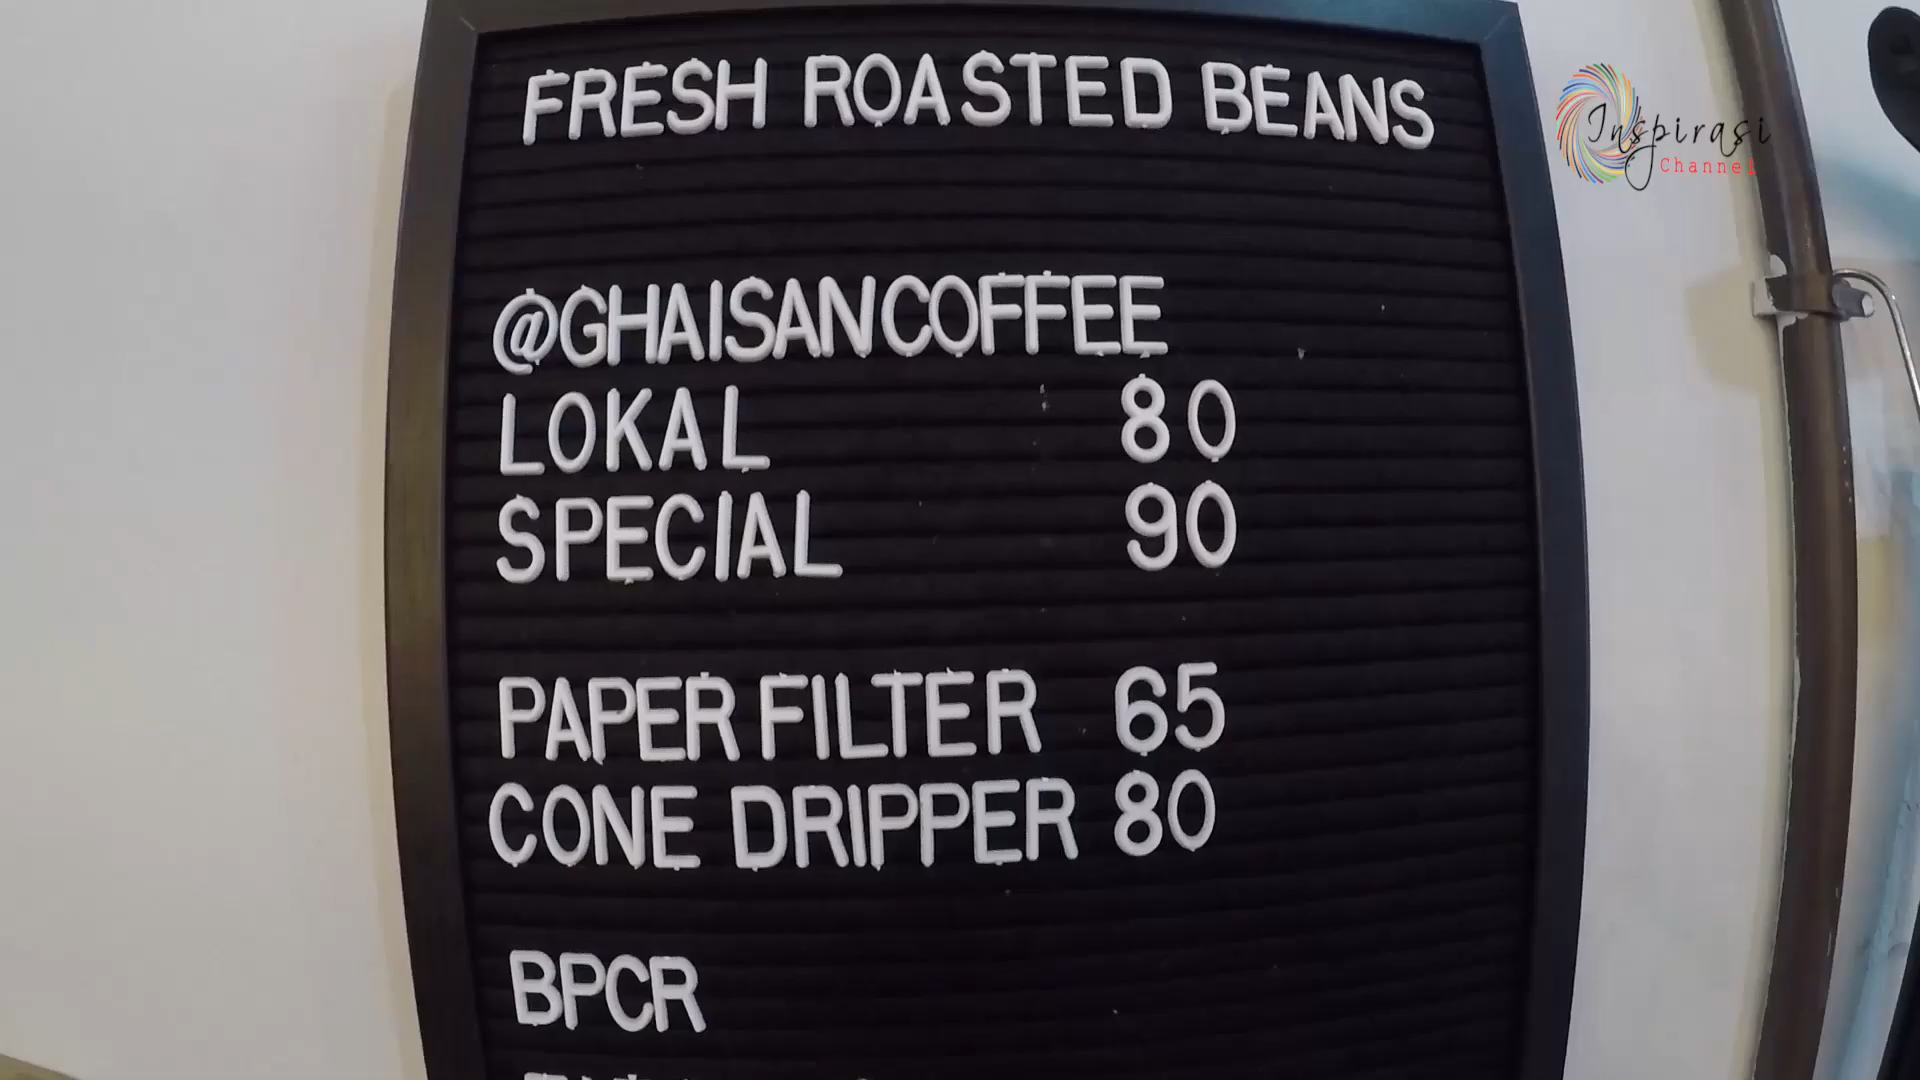 FRESH ROASTED BEANS
Inspirasi
Channel
@GHAISANCOFFEE
LOKAL 80
SPECIAL 90
PAPER FILTER 65
CONE DRIPPER 80
BPCR